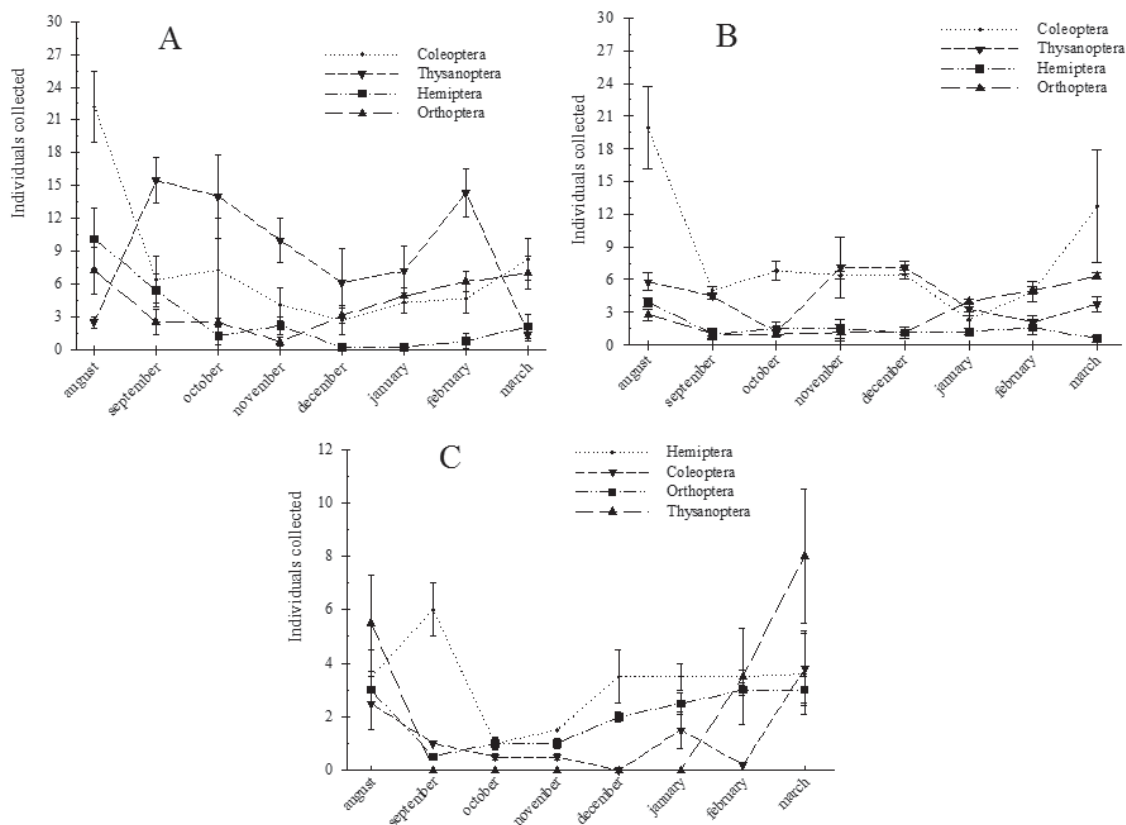 A
Coleoptera
Thysanoptera
Hemiptera
Orthoptera
Individuals collected
30
27
24
21
18
15
12
9
6
3
0
august
september
october
november
december
january
february
march
B
Coleoptera
Thysanoptera
Hemiptera
Orthoptera
Individuals collected
30
27
24
21
18
15
12
9
6
3
0
august
september
october
november
december
january
february
march
C
Hemiptera
Coleoptera
Orthoptera
Thysanoptera
Individuals collected
12
10
8
6
4
2
0
august
september
october
november
december
january
february
march